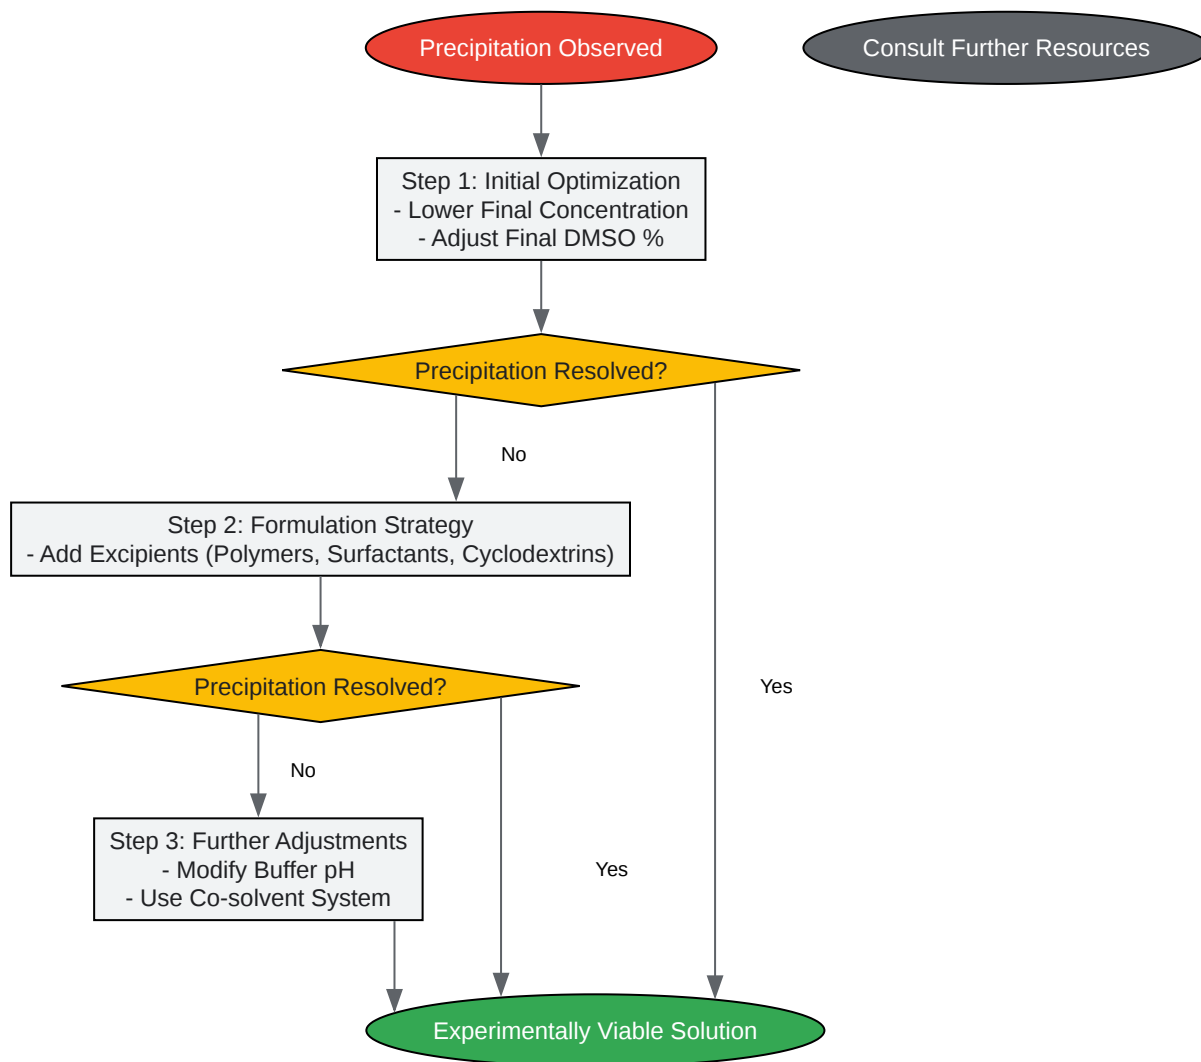 Precipitation Observed
Consult Further Resources
Step 1: Initial Optimization
- Lower Final Concentration
- Adjust Final DMSO %
Precipitation Resolved?
No
Step 2: Formulation Strategy
- Add Excipients (Polymers, Surfactants, Cyclodextrins)
Precipitation Resolved?
Yes
No
Step 3: Further Adjustments
- Modify Buffer pH
- Use Co-solvent System
Yes
Experimentally Viable Solution